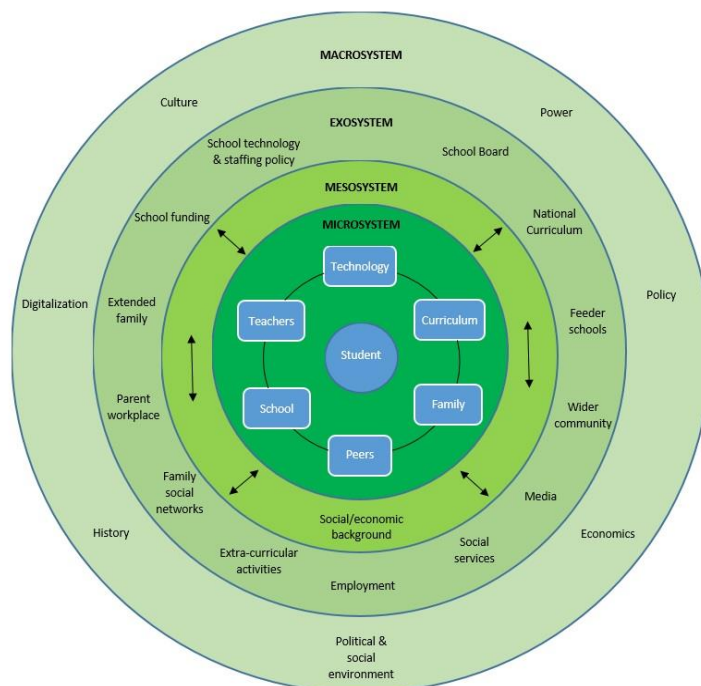 MACROSYSTEM
Culture
Power
EXOSYSTEM
School technology
& staffing policy
School Board
MESOSYSTEM
School funding
National
Curriculum
MICROSYSTEM
Technology
Digitalization
Extended
family
Teachers
Curriculum
Feeder
schools
Policy
Student
Parent
workplace
School
Family
Wider
community
Peers
Family
social
networks
Media
History
Social/economic
background
Economics
Extra-curricular
activities
Social
services
Employment
Political &
social
environment